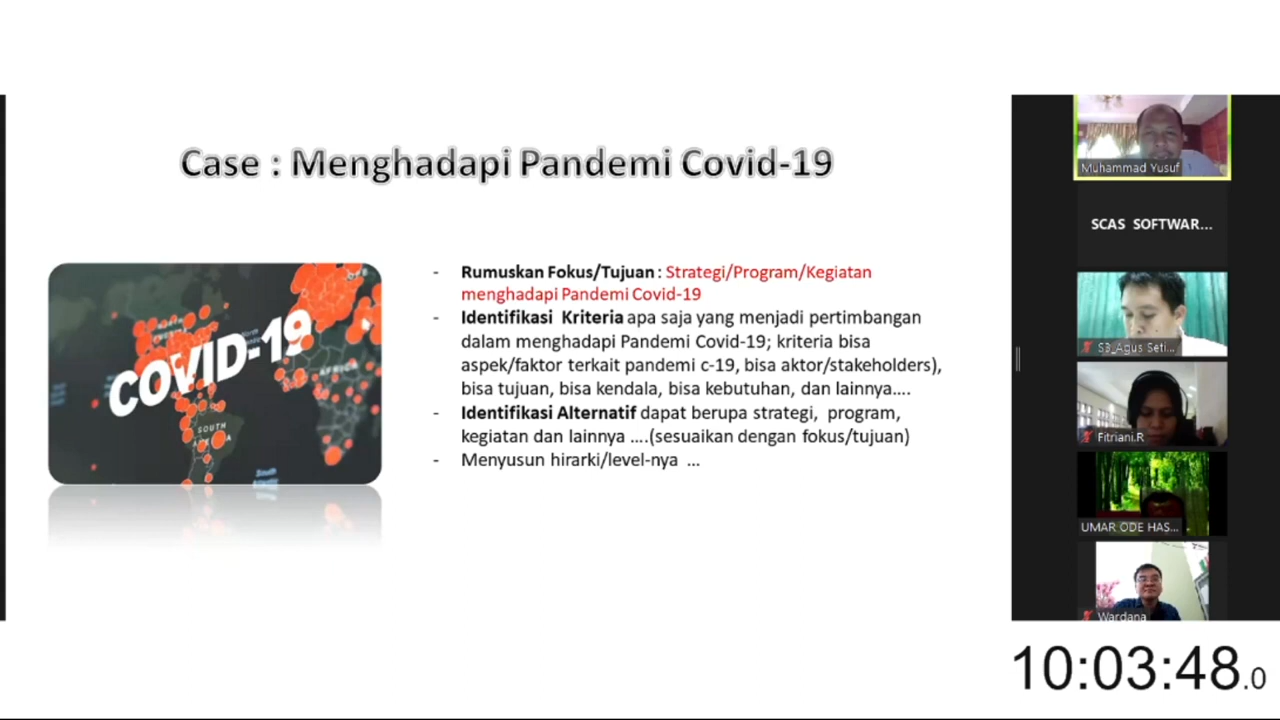 Case : Menghadapi Pandemi Covid-19
COVID-19
SOUTH
AFRICA
- Rumuskan Fokus/Tujuan : Strategi/Program/Kegiatan
menghadapi Pandemi Covid-19
- Identifikasi Kriteria apa saja yang menjadi pertimbangan
dalam menghadapi Pandemi Covid-19; kriteria bisa
aspek/faktor terkait pandemi c-19, bisa aktor/stakeholders),
bisa tujuan, bisa kendala, bisa kebutuhan, dan lainnya....
- Identifikasi Alternatif dapat berupa strategi, program,
kegiatan dan lainnya ....(sesuaikan dengan fokus/tujuan)
- Menyusun hirarki/level-nya ...
Muhammad Yusuf
SCAS SOFTWAR...
S3_Agus Seti...
Fitriani.R
UMAR ODE HAS...
Wardana
10:03:48.0